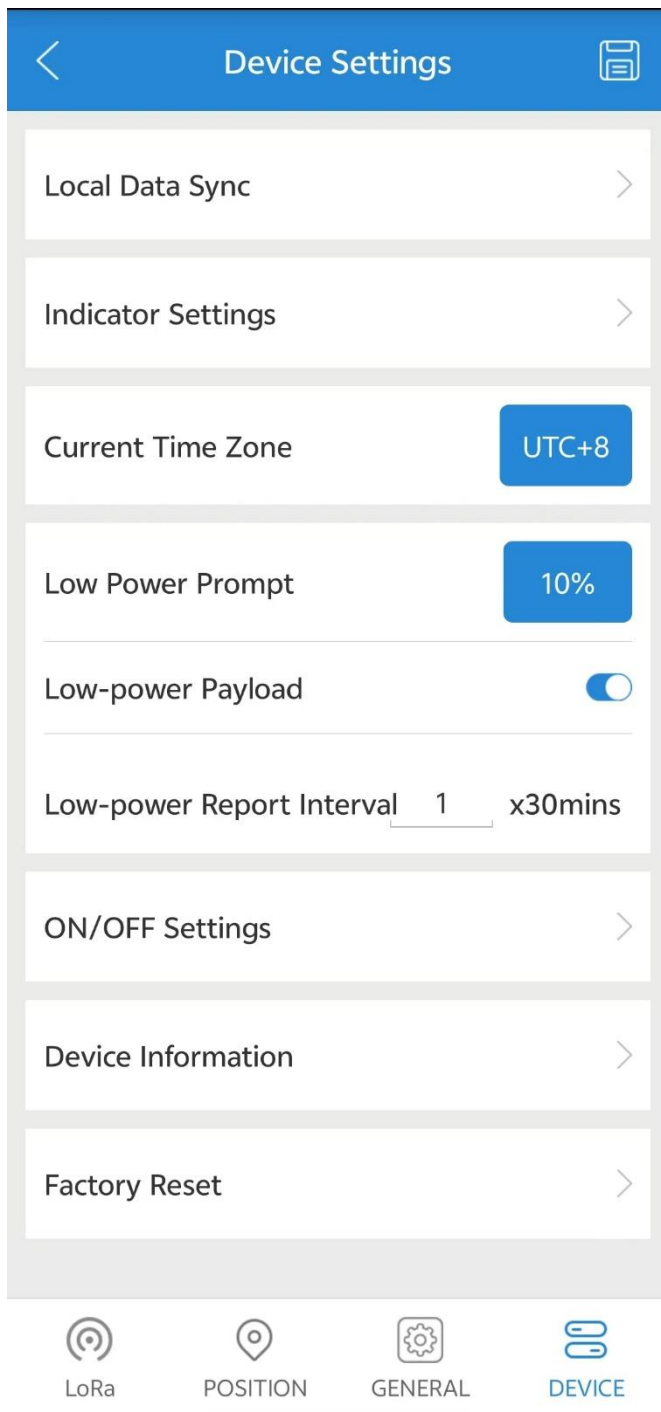 Device Settings
Local Data Sync
Indicator Settings
Current Time Zone UTC+8
Low Power Prompt 10%
Low-power Payload
Low-power Report Interval 1 x30mins
ON/OFF Settings
Device Information
Factory Reset
LoRa POSITION GENERAL DEVICE